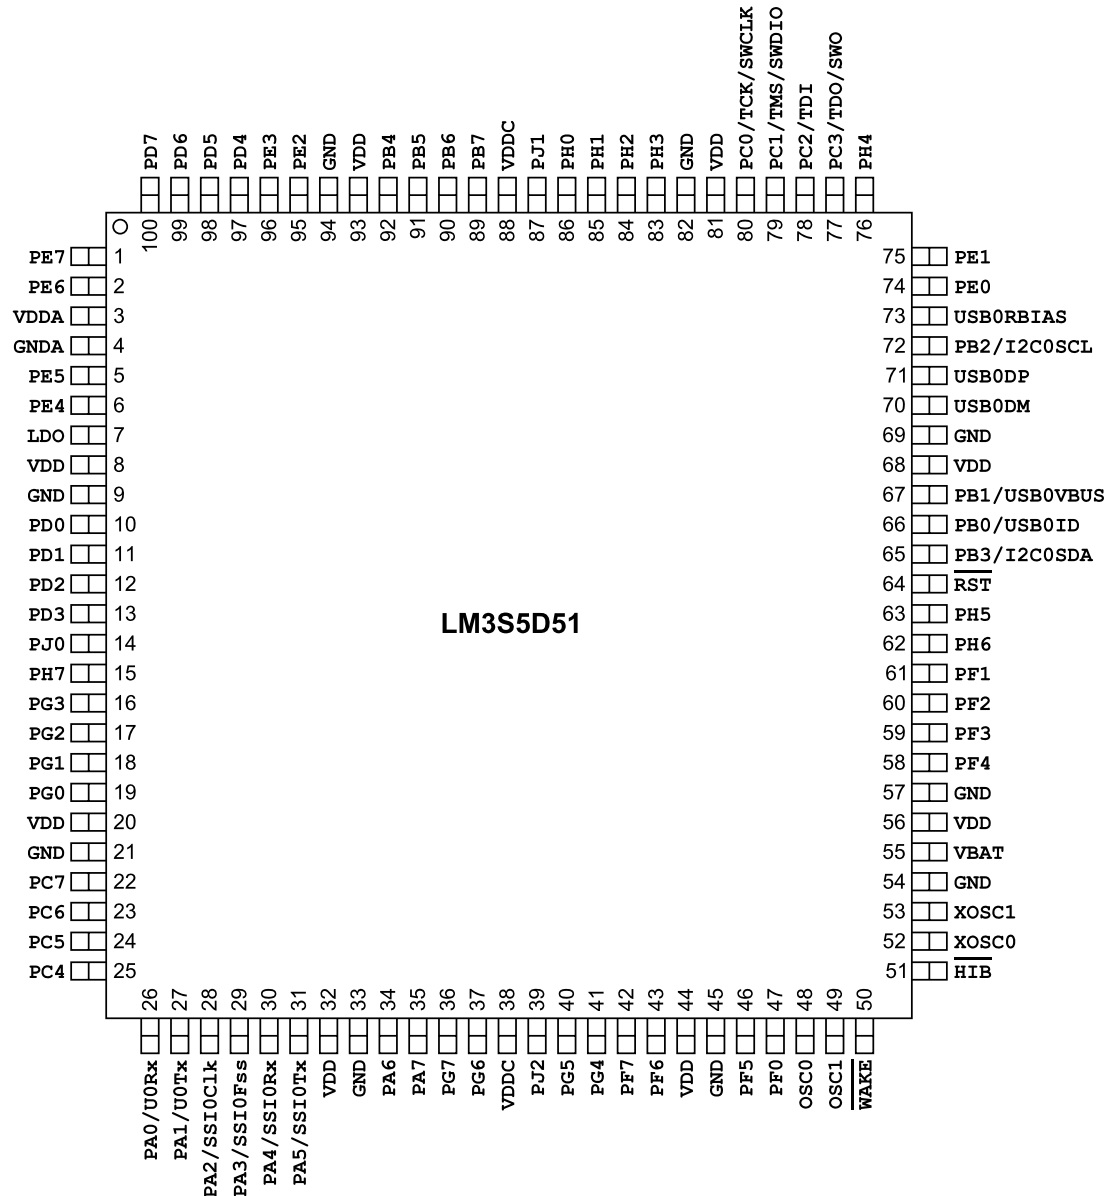 PC0/TCK/SWCLK
PC1/TMS/SWDIO
PC2/TDI
PC3/TDO/SWO
PD7 PD6 PD5 PD4 PE3 PE2 GND VDD PB4 PB5 PB6 PB7 VDDC PJ1 PH0 PH1 PH2 PH3 GND VDD PH4
100 99 98 97 96 95 94 93 92 91 90 89 88 87 86 85 84 83 82 81 80 79 78 77 76
PE7 1 75 PE1
PE6 2 74 PE0
VDDA 3 73 USB0RBIAS
GNDA 4 72 PB2/I2C0SCL
PE5 5 71 USB0DP
PE4 6 70 USB0DM
LDO 7 69 GND
VDD 8 68 VDD
GND 9 67 PB1/USB0VBUS
PD0 10 66 PB0/USB0ID
PD1 11 65 PB3/I2C0SDA
PD2 12 64 RST
PD3 13 63 PH5
LM3S5D51
PJ0 14 62 PH6
PH7 15 61 PF1
PG3 16 60 PF2
PG2 17 59 PF3
PG1 18 58 PF4
PG0 19 57 GND
VDD 20 56 VDD
GND 21 55 VBAT
PC7 22 54 GND
PC6 23 53 XOSC1
PC5 24 52 XOSC0
PC4 25 51 HIB
26 27 28 29 30 31 32 33 34 35 36 37 38 39 40 41 42 43 44 45 46 47 48 49 50
PA0/U0Rx
PA1/U0Tx
PA2/SSI0Clk
PA3/SSI0Fss
PA4/SSI0Rx
PA5/SSI0Tx
VDD GND PA6 PA7 PG7 PG6 VDDC PJ2 PG5 PG4 PF7 PF6 VDD GND PF5 PF0 OSC0 OSC1 WAKE